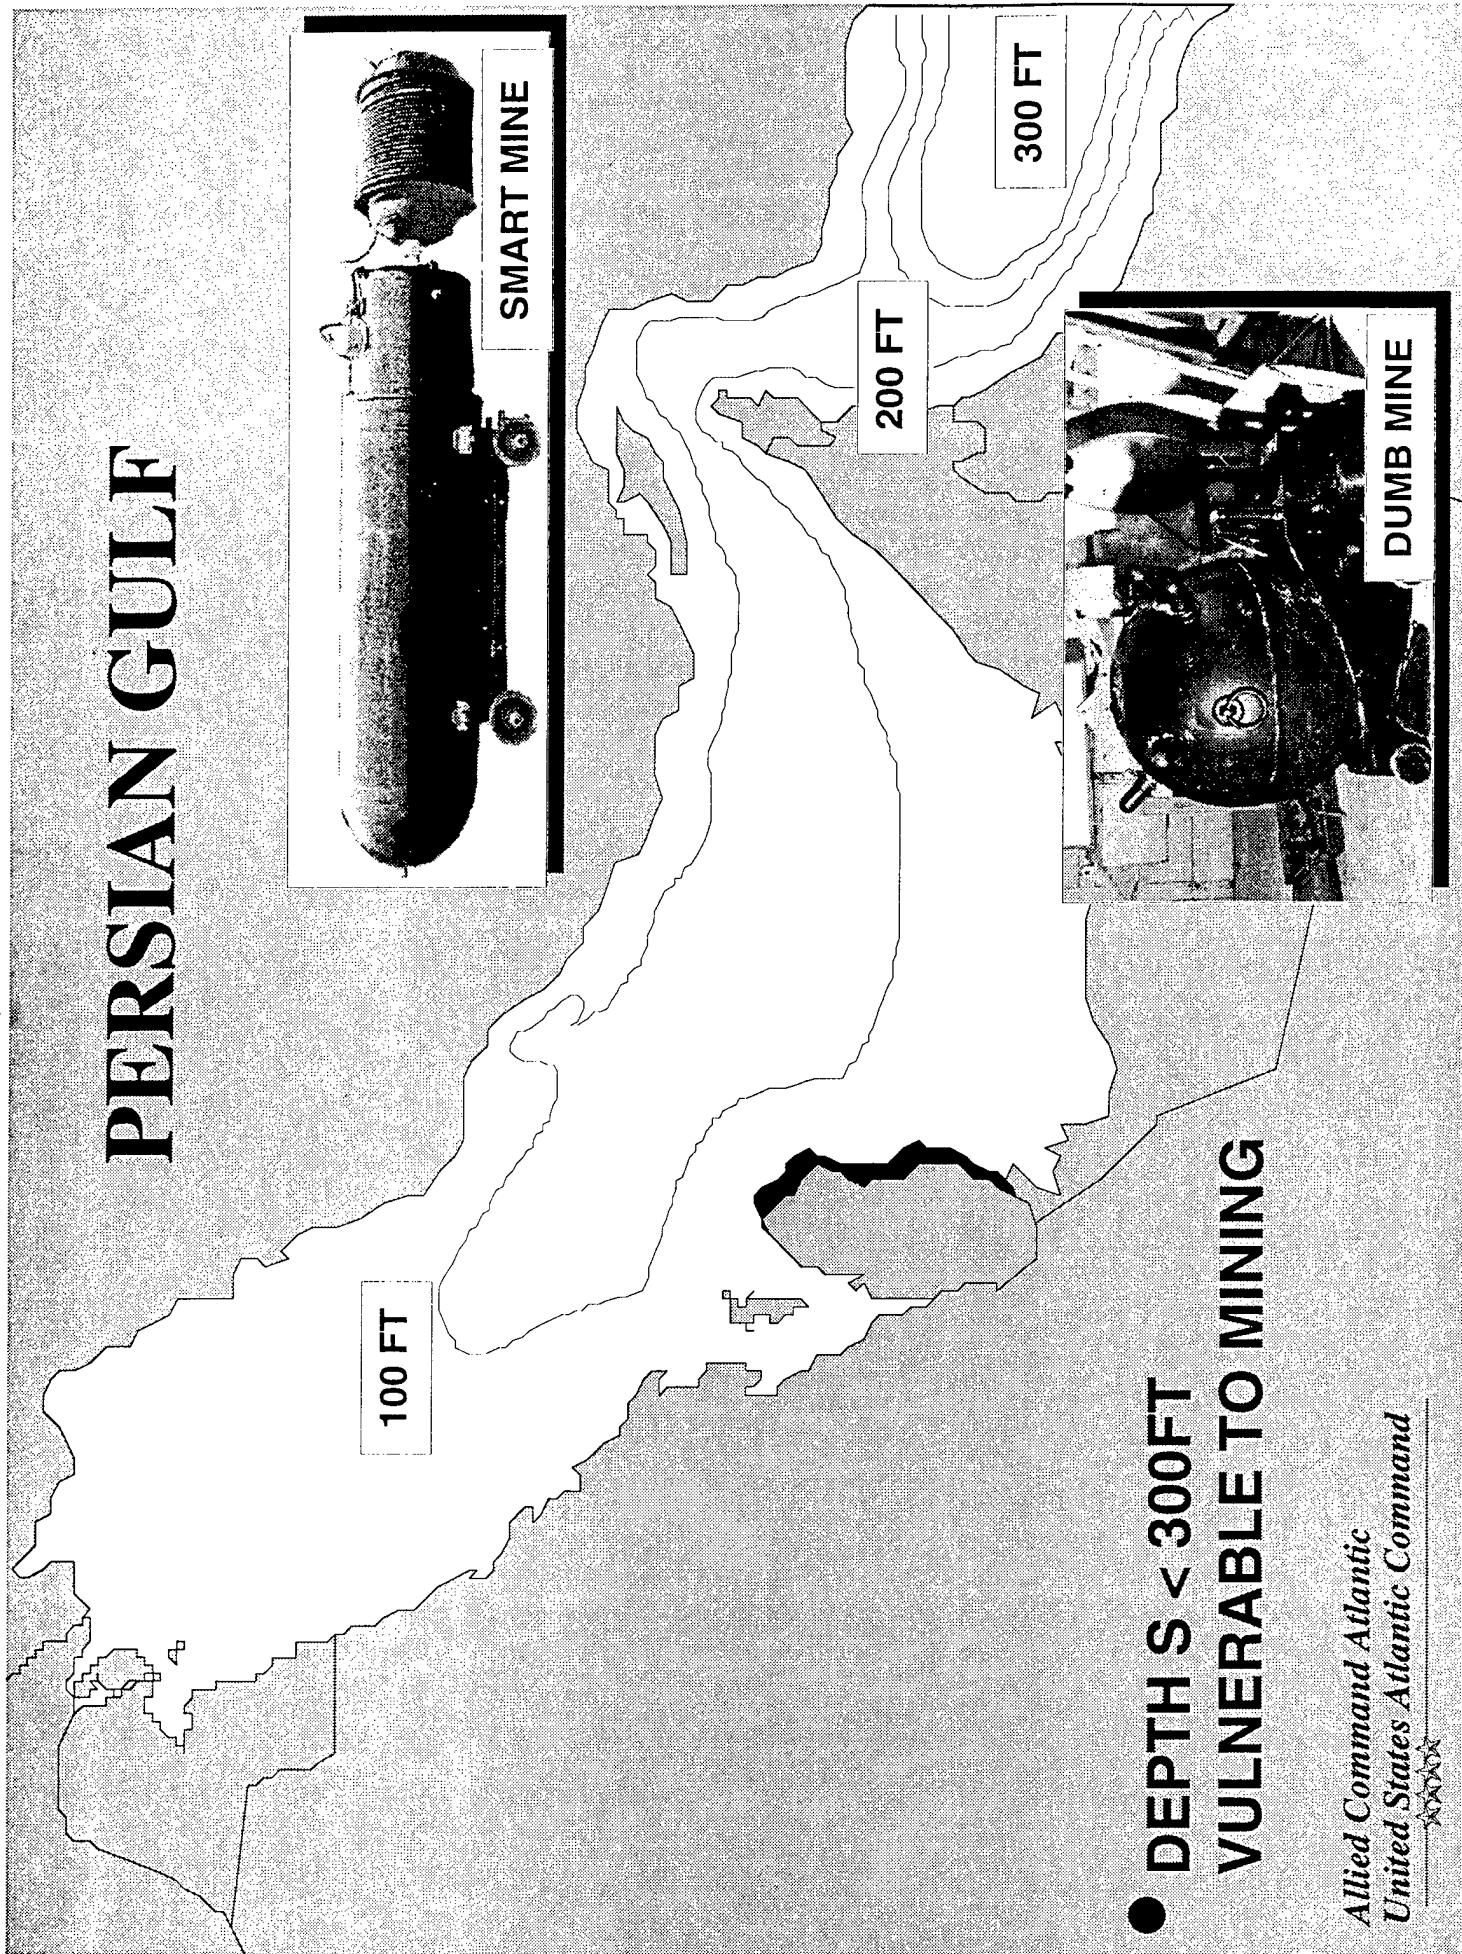 PERSIAN GULF
SMART MINE
300 FT
200 FT
100 FT
DUMB MINE
● DEPTH S < 300FT
VULNERABLE TO MINING
Allied Command Atlantic
United States Atlantic Command